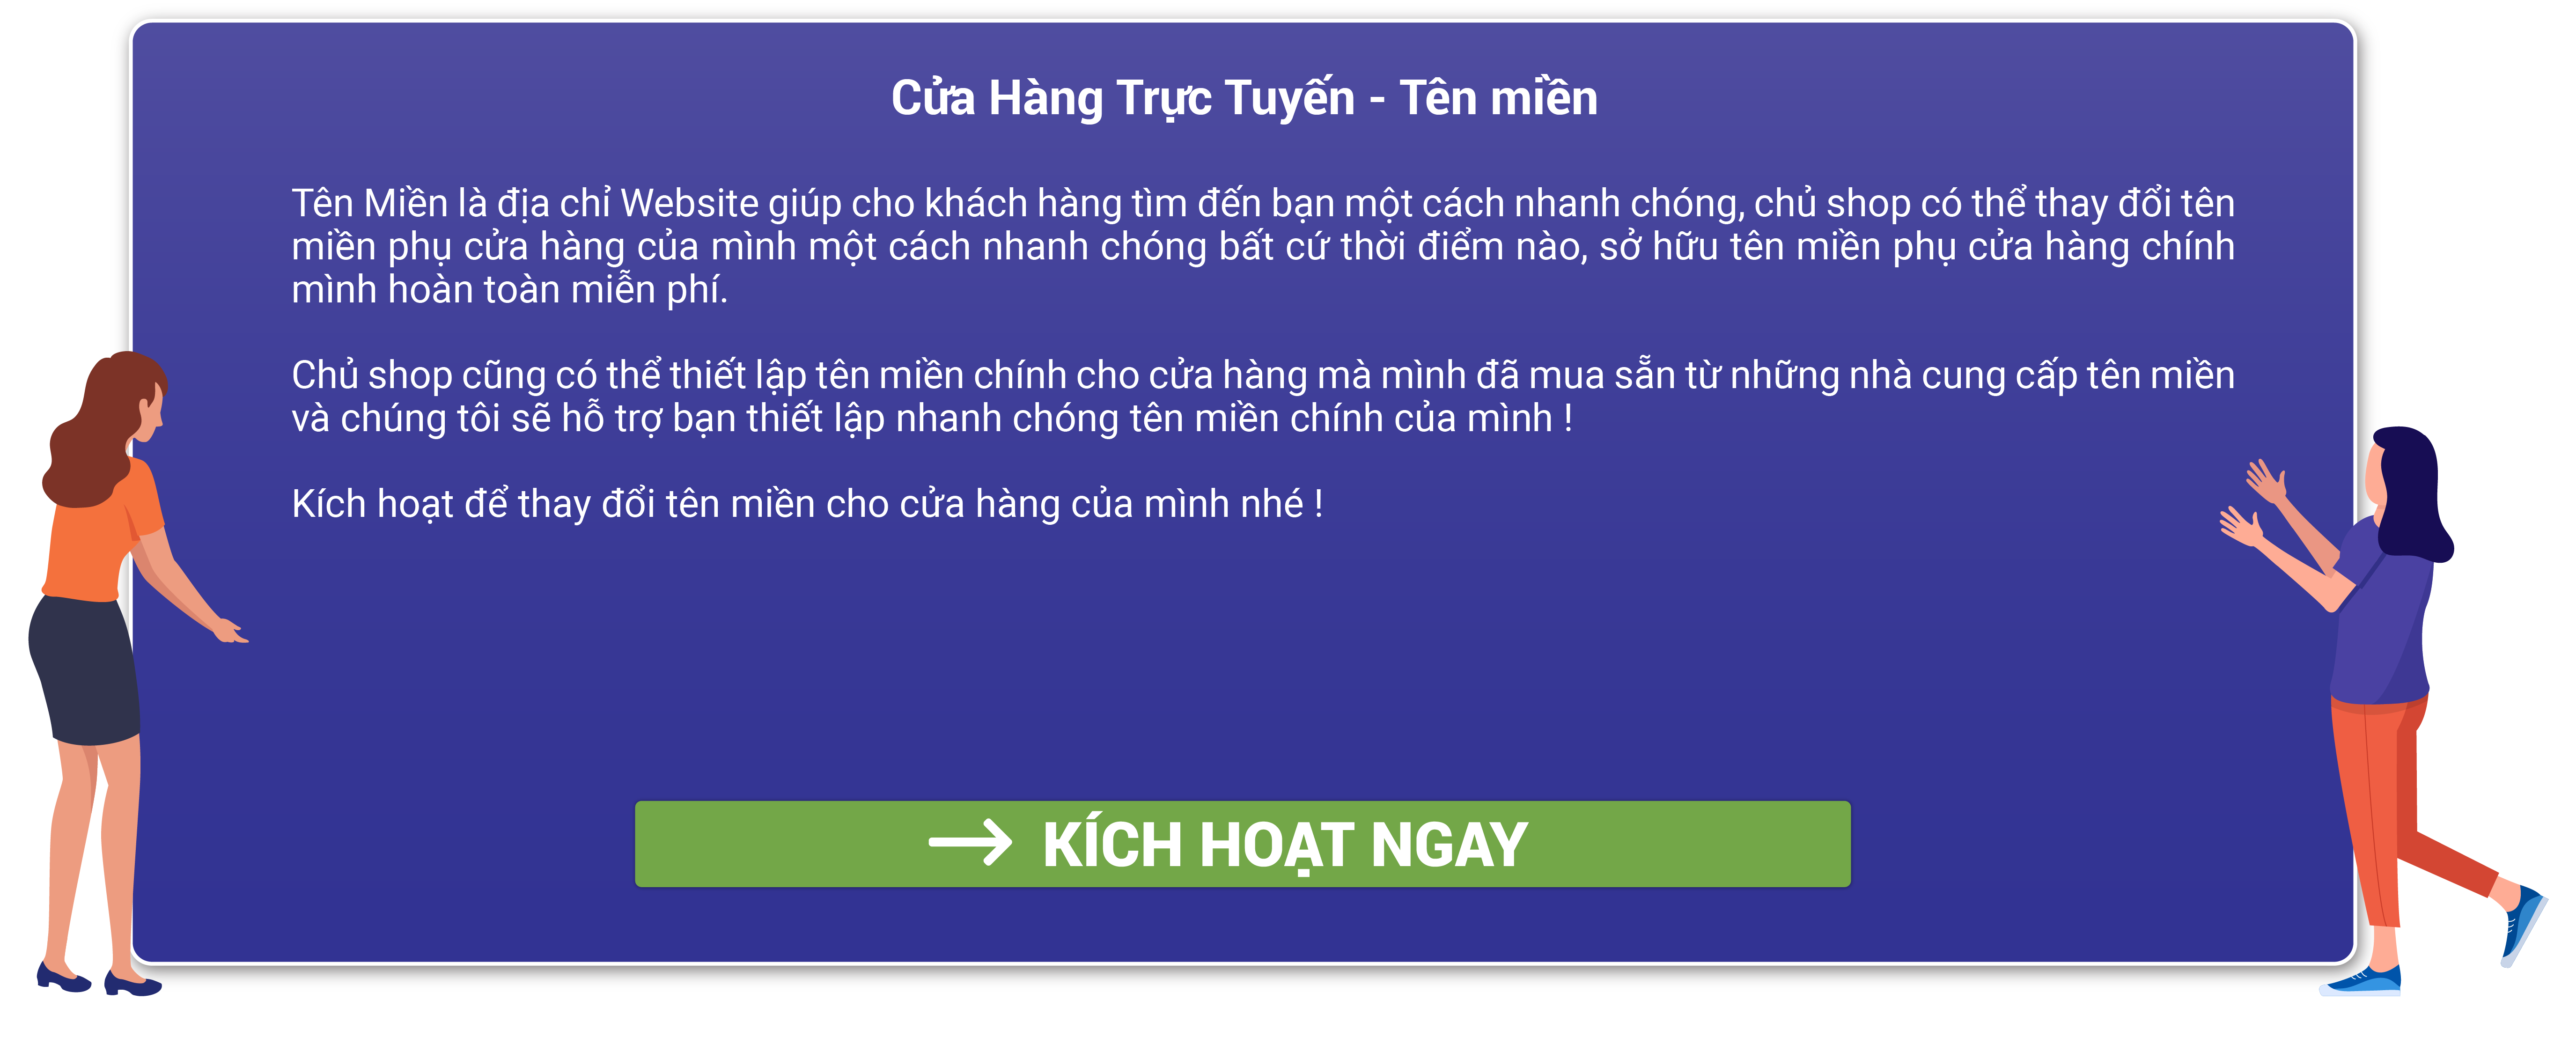 Cửa Hàng Trực Tuyến - Tên miền
Tên Miền là địa chỉ Website giúp cho khách hàng tìm đến bạn một cách nhanh chóng, chủ shop có thể thay đổi tên
miền phụ cửa hàng của mình một cách nhanh chóng bất cứ thời điểm nào, sở hữu tên miền phụ cửa hàng chính
mình hoàn toàn miễn phí.
Chủ shop cũng có thể thiết lập tên miền chính cho cửa hàng mà mình đã mua sẵn từ những nhà cung cấp tên miền
và chúng tôi sẽ hỗ trợ bạn thiết lập nhanh chóng tên miền chính của mình !
Kích hoạt để thay đổi tên miền cho cửa hàng của mình nhé !
→ KÍCH HOẠT NGAY